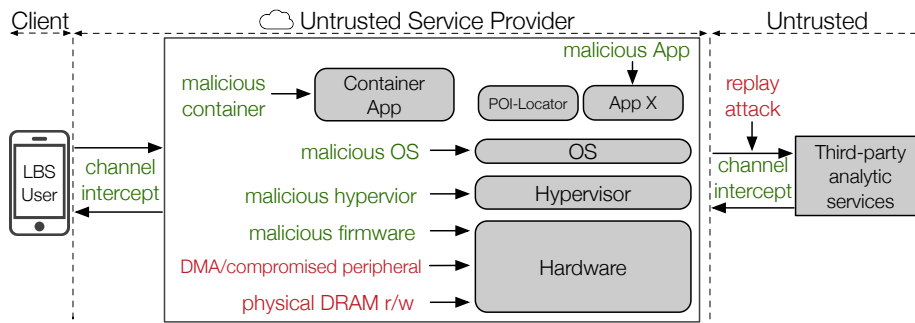 Client
Untrusted Service Provider
Untrusted
malicious App
malicious
container
Container
App
POI-Locator
App X
replay
attack
LBS
User
channel
intercept
malicious OS
OS
channel
intercept
Third-party
analytic
services
malicious hypervior
Hypervisor
malicious firmware
DMA/compromised peripheral
Hardware
physical DRAM r/w